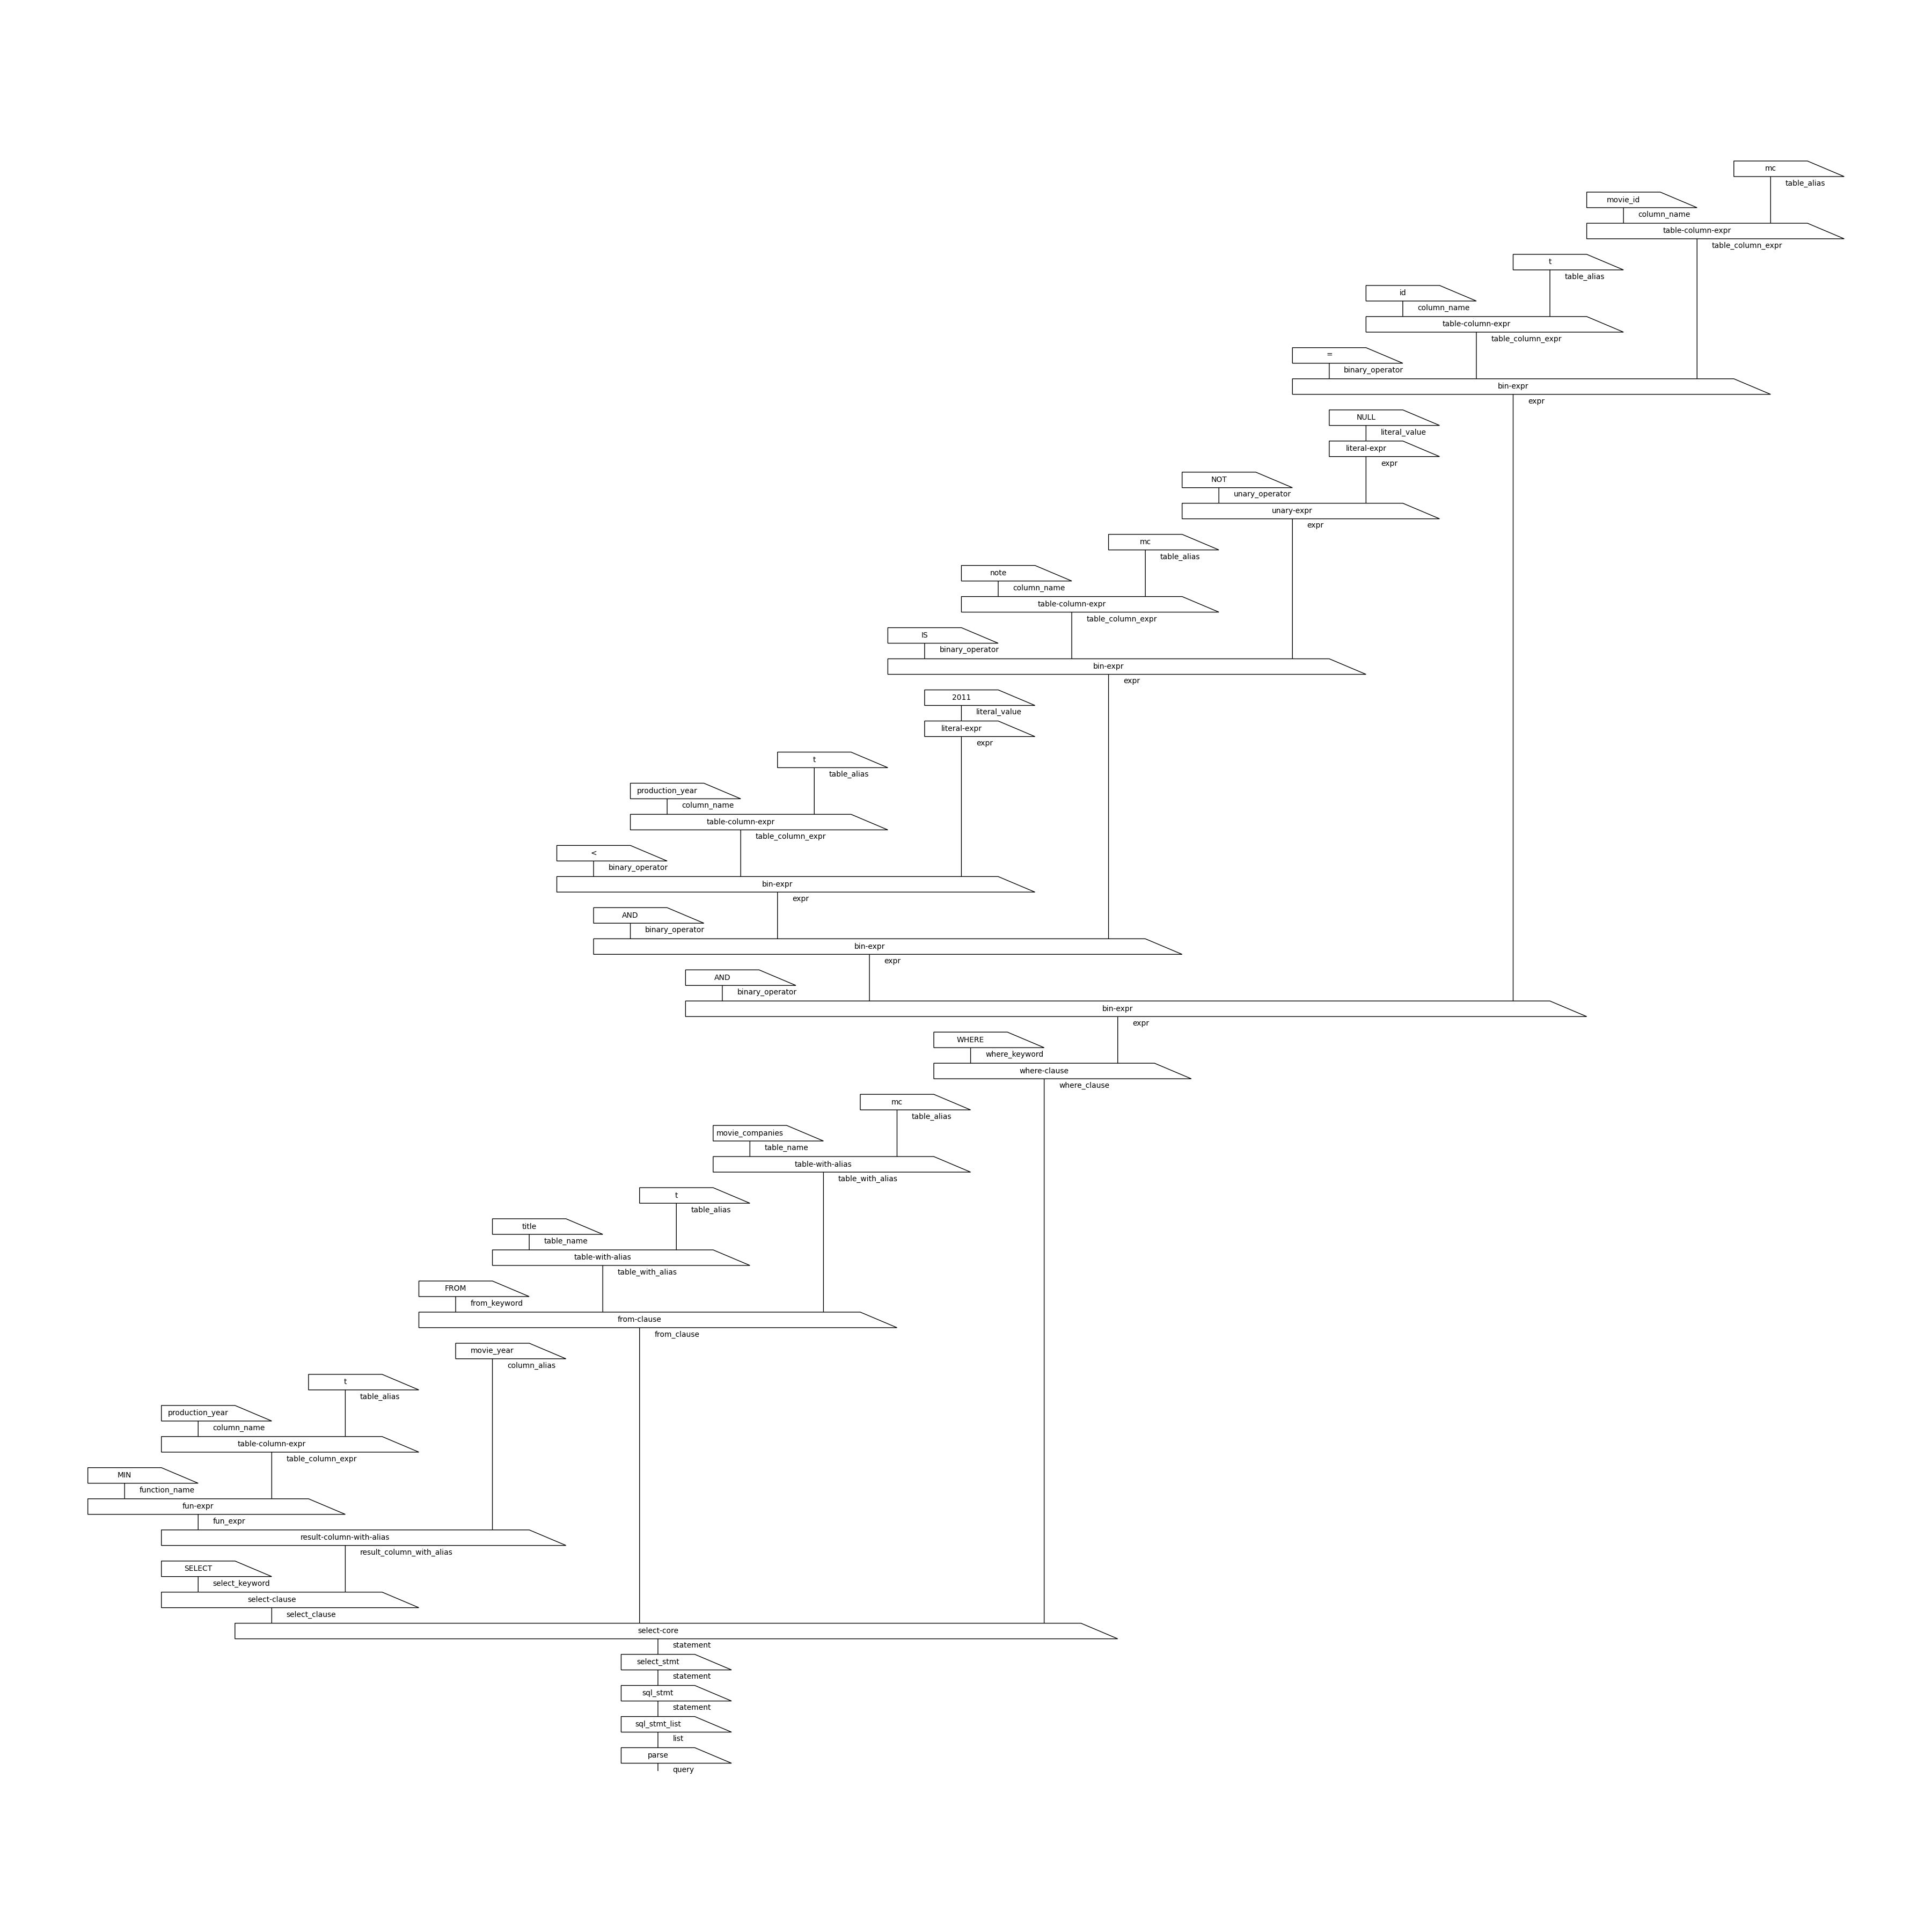 mc
table_alias
movie_id
column_name
table-column-expr
table_column_expr
t
table_alias
id
column_name
table-column-expr
table_column_expr
=
binary_operator
bin-expr
expr
NULL
literal_value
literal-expr
expr
NOT
unary_operator
unary-expr
expr
mc
table_alias
note
column_name
table-column-expr
table_column_expr
IS
binary_operator
bin-expr
expr
2011
literal_value
literal-expr
expr
t
table_alias
production_year
column_name
table-column-expr
table_column_expr
<
binary_operator
bin-expr
expr
AND
binary_operator
bin-expr
expr
AND
binary_operator
bin-expr
expr
WHERE
where_keyword
where-clause
where_clause
mc
table_alias
movie_companies
table_name
table-with-alias
table_with_alias
t
table_alias
title
table_name
table-with-alias
table_with_alias
FROM
from_keyword
from-clause
from_clause
movie_year
column_alias
t
table_alias
production_year
column_name
table-column-expr
table_column_expr
MIN
function_name
fun-expr
fun_expr
result-column-with-alias
result_column_with_alias
SELECT
select_keyword
select-clause
select_clause
select-core
statement
select_stmt
statement
sql_stmt
statement
sql_stmt_list
list
parse
query